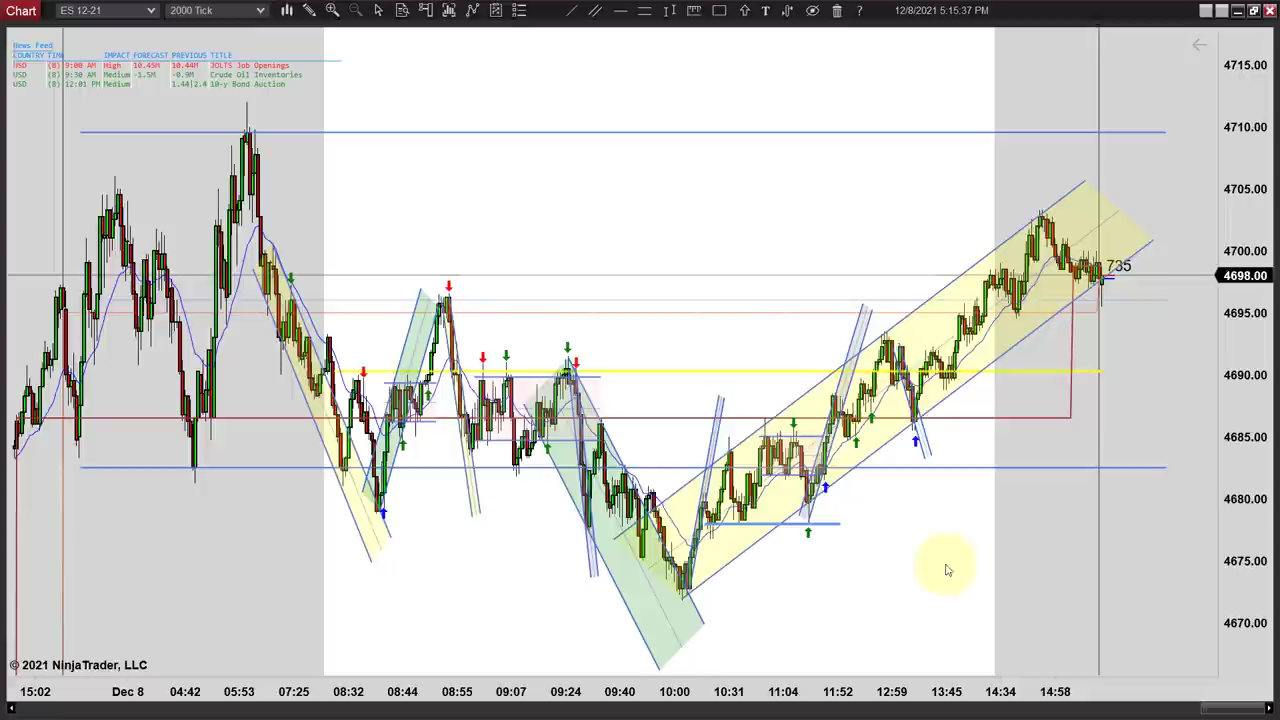 Chart ES 12-21 2000 Tick 12/8/2021 5:15:37 PM
News Feed
COUNTRY TIME IMPACT FORECAST PREVIOUS TITLE
USD (8) 9:00 AM High 10.45M 10.44M JOLTS Job Openings
USD (8) 9:30 AM Medium -1.5M -0.9M Crude Oil Inventories
USD (8) 12:01 PM Medium 1.44|2.4 10-y Bond Auction
4715.00
4710.00
4705.00
4700.00
735
4698.00
4695.00
4690.00
4685.00
4680.00
4675.00
4670.00
© 2021 NinjaTrader, LLC
15:02 Dec 8 04:42 05:53 07:25 08:32 08:44 08:55 09:07 09:24 09:40 10:00 10:31 11:04 11:52 12:59 13:45 14:34 14:58